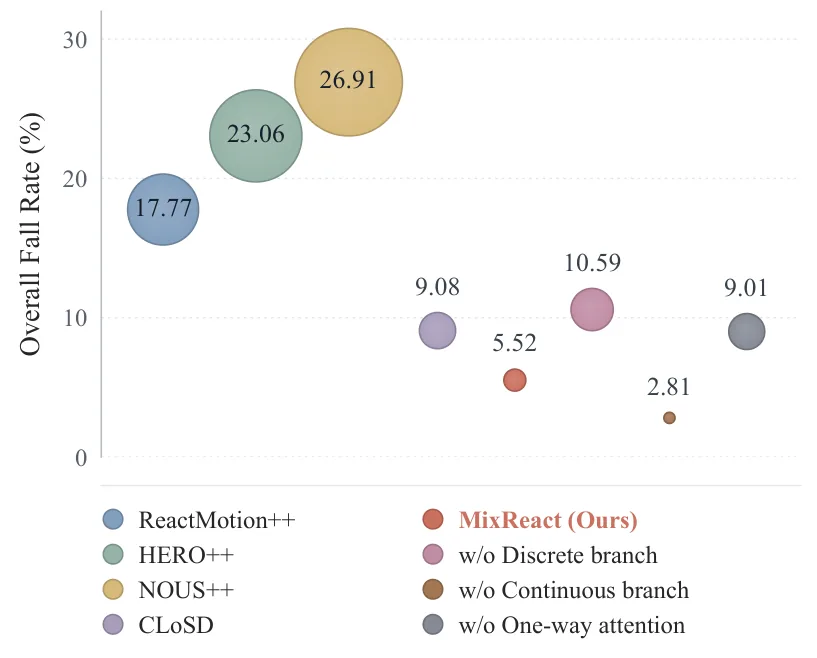 Overall Fall Rate (%)
30
20
10
0
17.77
23.06
26.91
9.08
5.52
10.59
2.81
9.01
ReactMotion++
HERO++
NOUS++
CLoSD
MixReact (Ours)
w/o Discrete branch
w/o Continuous branch
w/o One-way attention